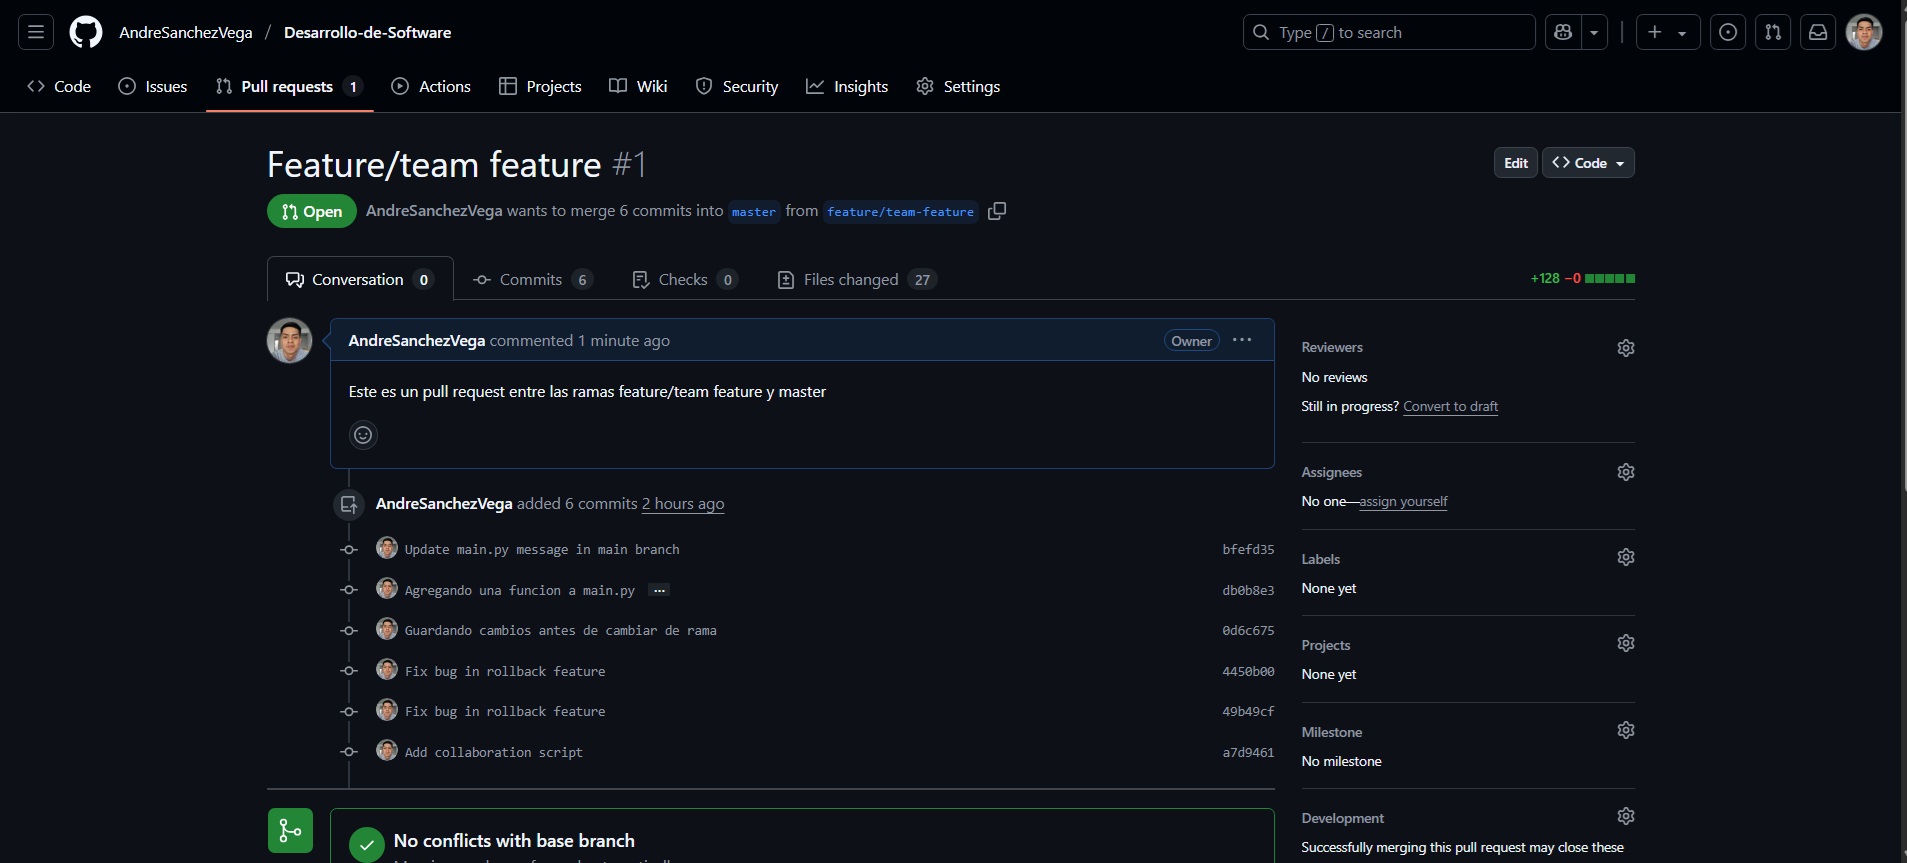 AndreSanchezVega / Desarrollo-de-Software
Type / to search
Code
Issues
Pull requests 1
Actions
Projects
Wiki
Security
Insights
Settings
Feature/team feature #1
Edit
Code
Open
AndreSanchezVega wants to merge 6 commits into master from feature/team-feature
Conversation 0
Commits 6
Checks 0
Files changed 27
+128 −0
AndreSanchezVega commented 1 minute ago
Owner
Este es un pull request entre las ramas feature/team feature y master
AndreSanchezVega added 6 commits 2 hours ago
Update main.py message in main branch
bfefd35
Agregando una funcion a main.py
db0b8e3
Guardando cambios antes de cambiar de rama
0d6c675
Fix bug in rollback feature
4450b00
Fix bug in rollback feature
49b49cf
Add collaboration script
a7d9461
No conflicts with base branch
Reviewers
No reviews
Still in progress? Convert to draft
Assignees
No one—assign yourself
Labels
None yet
Projects
None yet
Milestone
No milestone
Development
Successfully merging this pull request may close these